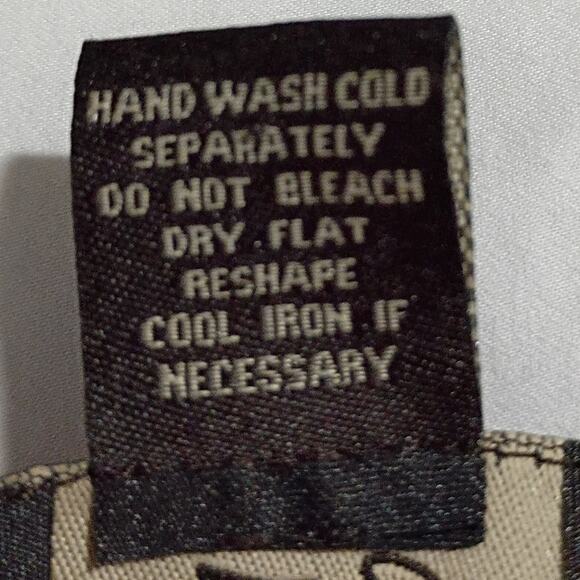 HAND WASH COLD
SEPARATELY
DO NOT BLEACH
DRY FLAT
RESHAPE
COOL IRON IF
NECESSARY